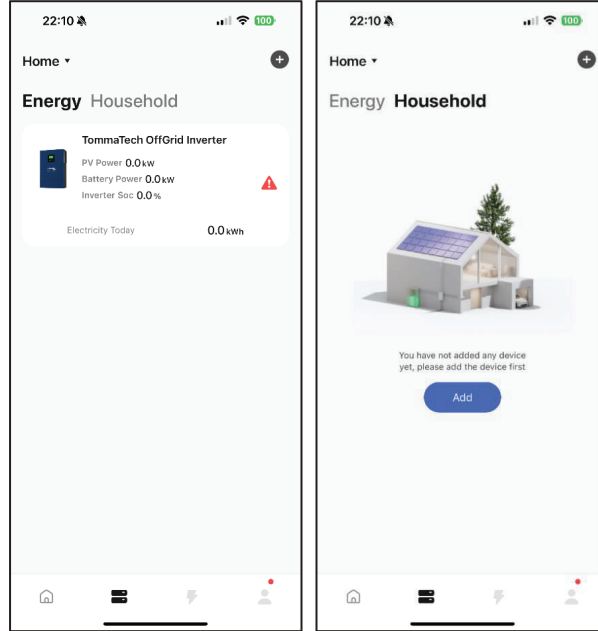 22:10
100
Home
Energy Household
TommaTech OffGrid Inverter
PV Power 0.0 kW
Battery Power 0.0 kW
Inverter Soc 0.0 %
Electricity Today 0.0 kWh
22:10
100
Home
Energy Household
You have not added any device
yet, please add the device first
Add